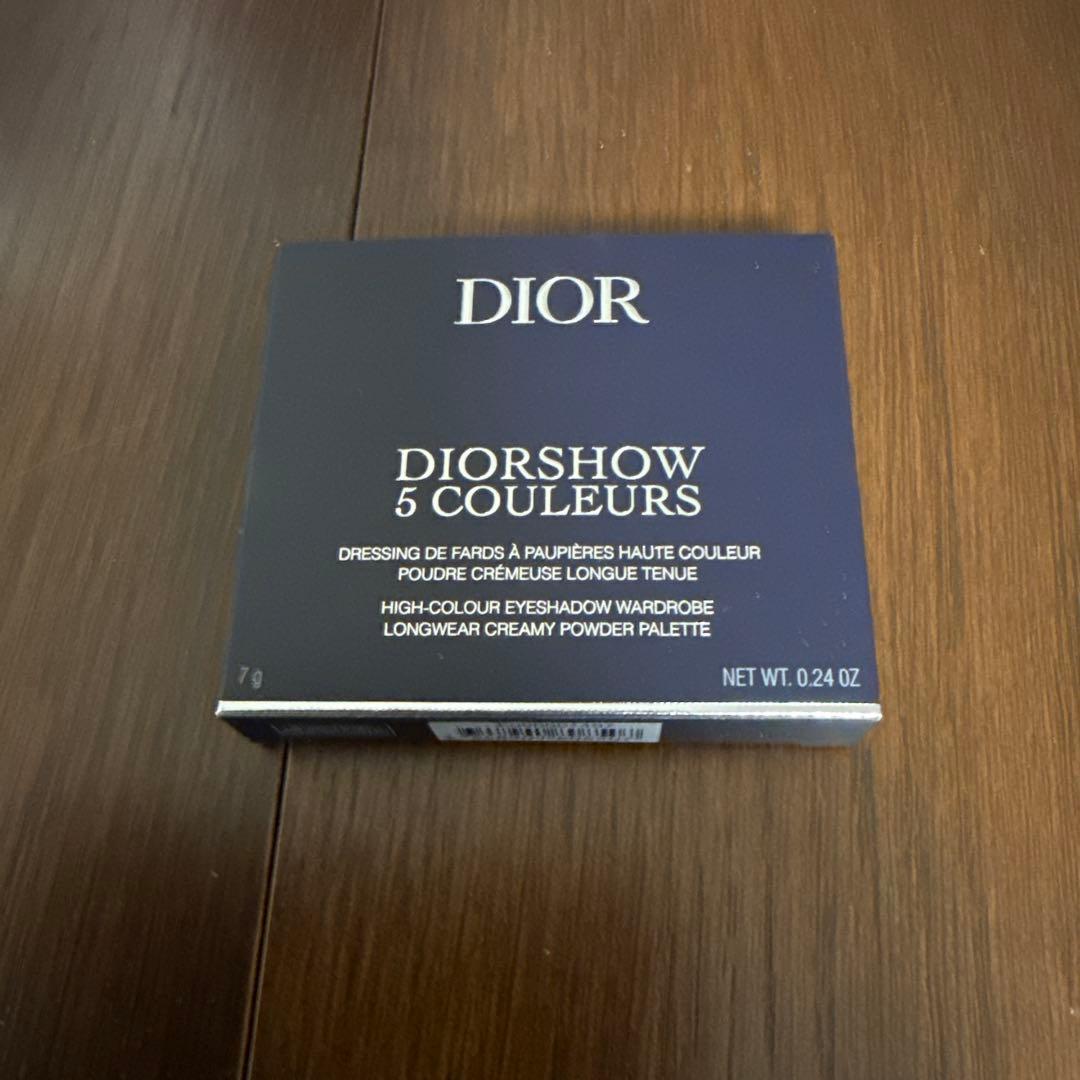 DIOR
DIORSHOW
5 COULEURS
DRESSING DE FARDS À PAUPIÈRES HAUTE COULEUR
POUDRE CRÉMEUSE LONGUE TENUE
HIGH-COLOUR EYESHADOW WARDROBE
LONGWEAR CREAMY POWDER PALETTE
7 g
NET WT. 0.24 OZ